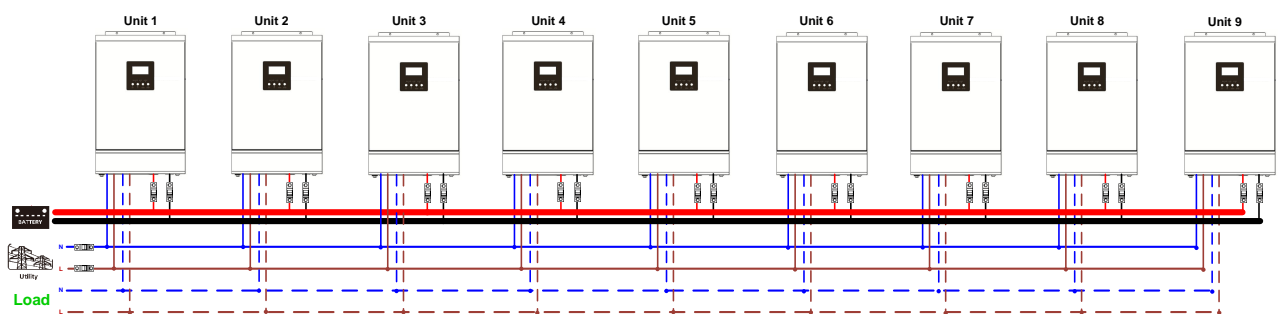 Unit 1 Unit 2 Unit 3 Unit 4 Unit 5 Unit 6 Unit 7 Unit 8 Unit 9
BATTERY
N
L
Utility
N
Load
L